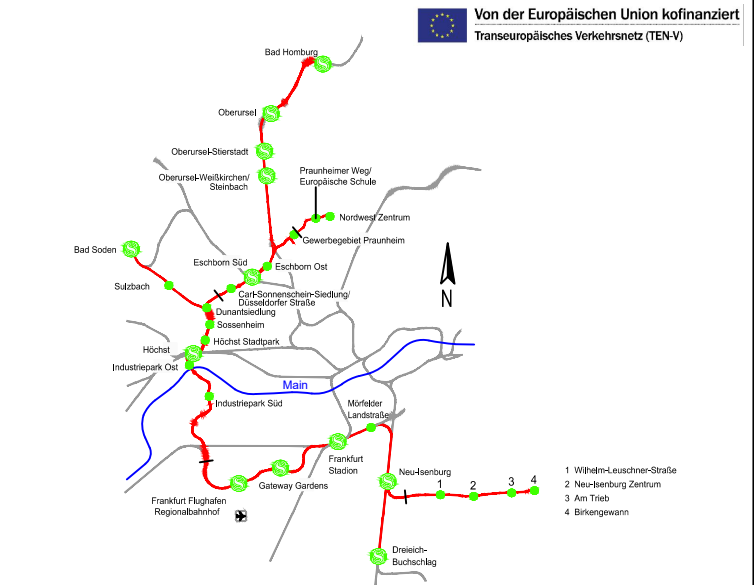 Von der Europäischen Union kofinanziert
Transeuropäisches Verkehrsnetz (TEN-V)
Bad Homburg
Oberursel
Oberursel-Stierstadt
Oberursel-Weißkirchen/
Steinbach
Praunheimer Weg/
Europäische Schule
Nordwest Zentrum
Gewerbegebiet Praunheim
Bad Soden
Eschborn Süd
Eschborn Ost
Sulzbach
Carl-Sonnenschein-Siedlung/
Düsseldorfer Straße
Dunantsiedlung
Sossenheim
Höchst Stadtpark
Höchst
Industriepark Ost
N
Main
Industriepark Süd
Mörfelder
Landstraße
Frankfurt
Stadion
Gateway Gardens
Frankfurt Flughafen
Regionalbahnhof
Neu-Isenburg
1
2
3
4
1 Wilhelm-Leuschner-Straße
2 Neu-Isenburg Zentrum
3 Am Trieb
4 Birkengewann
Dreieich-
Buchschlag